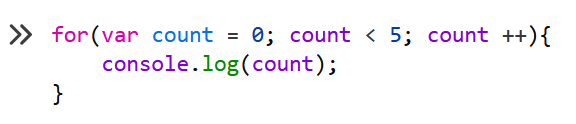 >> for(var count = 0; count < 5; count ++){
    console.log(count);
}